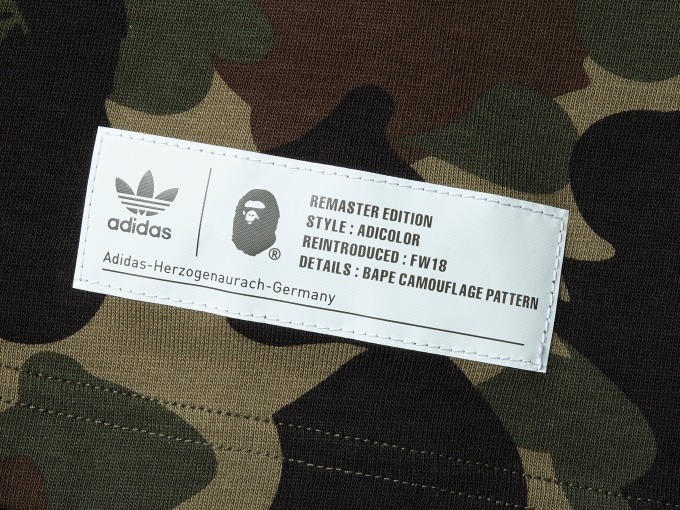 adidas
®
REMASTER EDITION
STYLE : ADICOLOR
REINTRODUCED : FW18
DETAILS : BAPE CAMOUFLAGE PATTERN
Adidas-Herzogenaurach-Germany